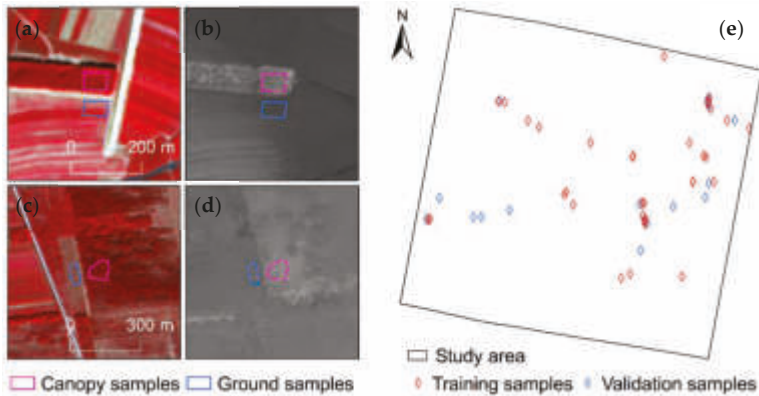 (a)
(b)
N
(e)
0 200 m
(c)
(d)
0 300 m
Study area
Canopy samples Ground samples
Training samples Validation samples